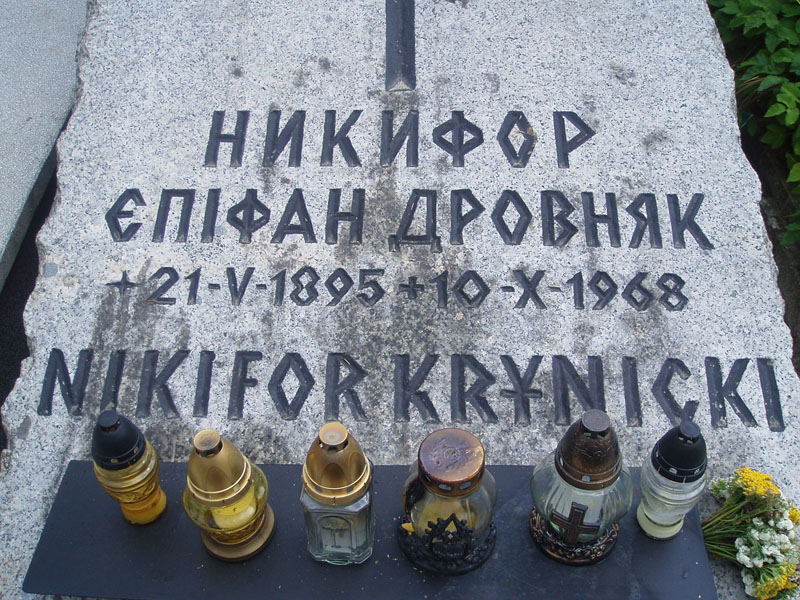 НИКИФОР
ЄПІФАН ДРОВНЯК
+21-V-1895 +10-X-1968
NIKIFOR KRYNICKI